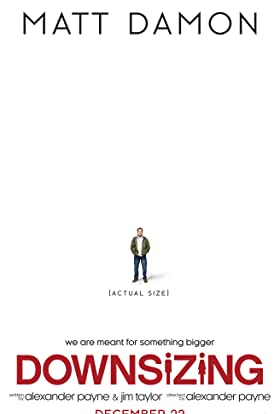 MATT DAMON
[ACTUAL SIZE]
we are meant for something bigger
DOWNSIZING
written by alexander payne & jim taylor directed by alexander payne
DECEMBER 22